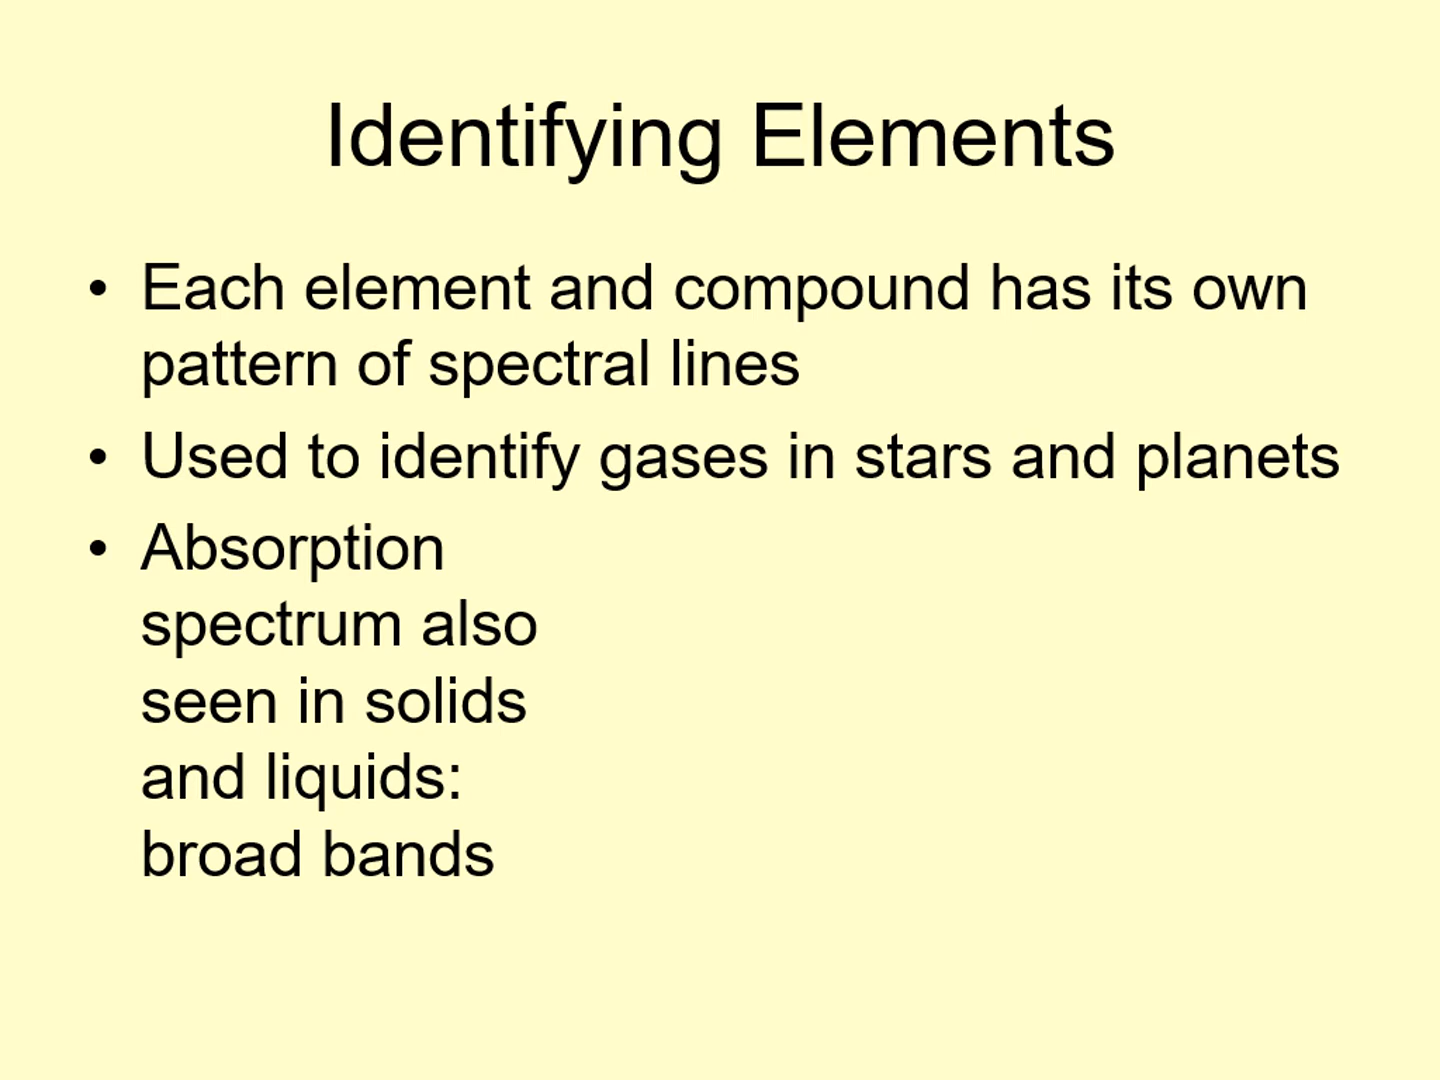 Identifying Elements
• Each element and compound has its own
pattern of spectral lines
• Used to identify gases in stars and planets
• Absorption
spectrum also
seen in solids
and liquids:
broad bands